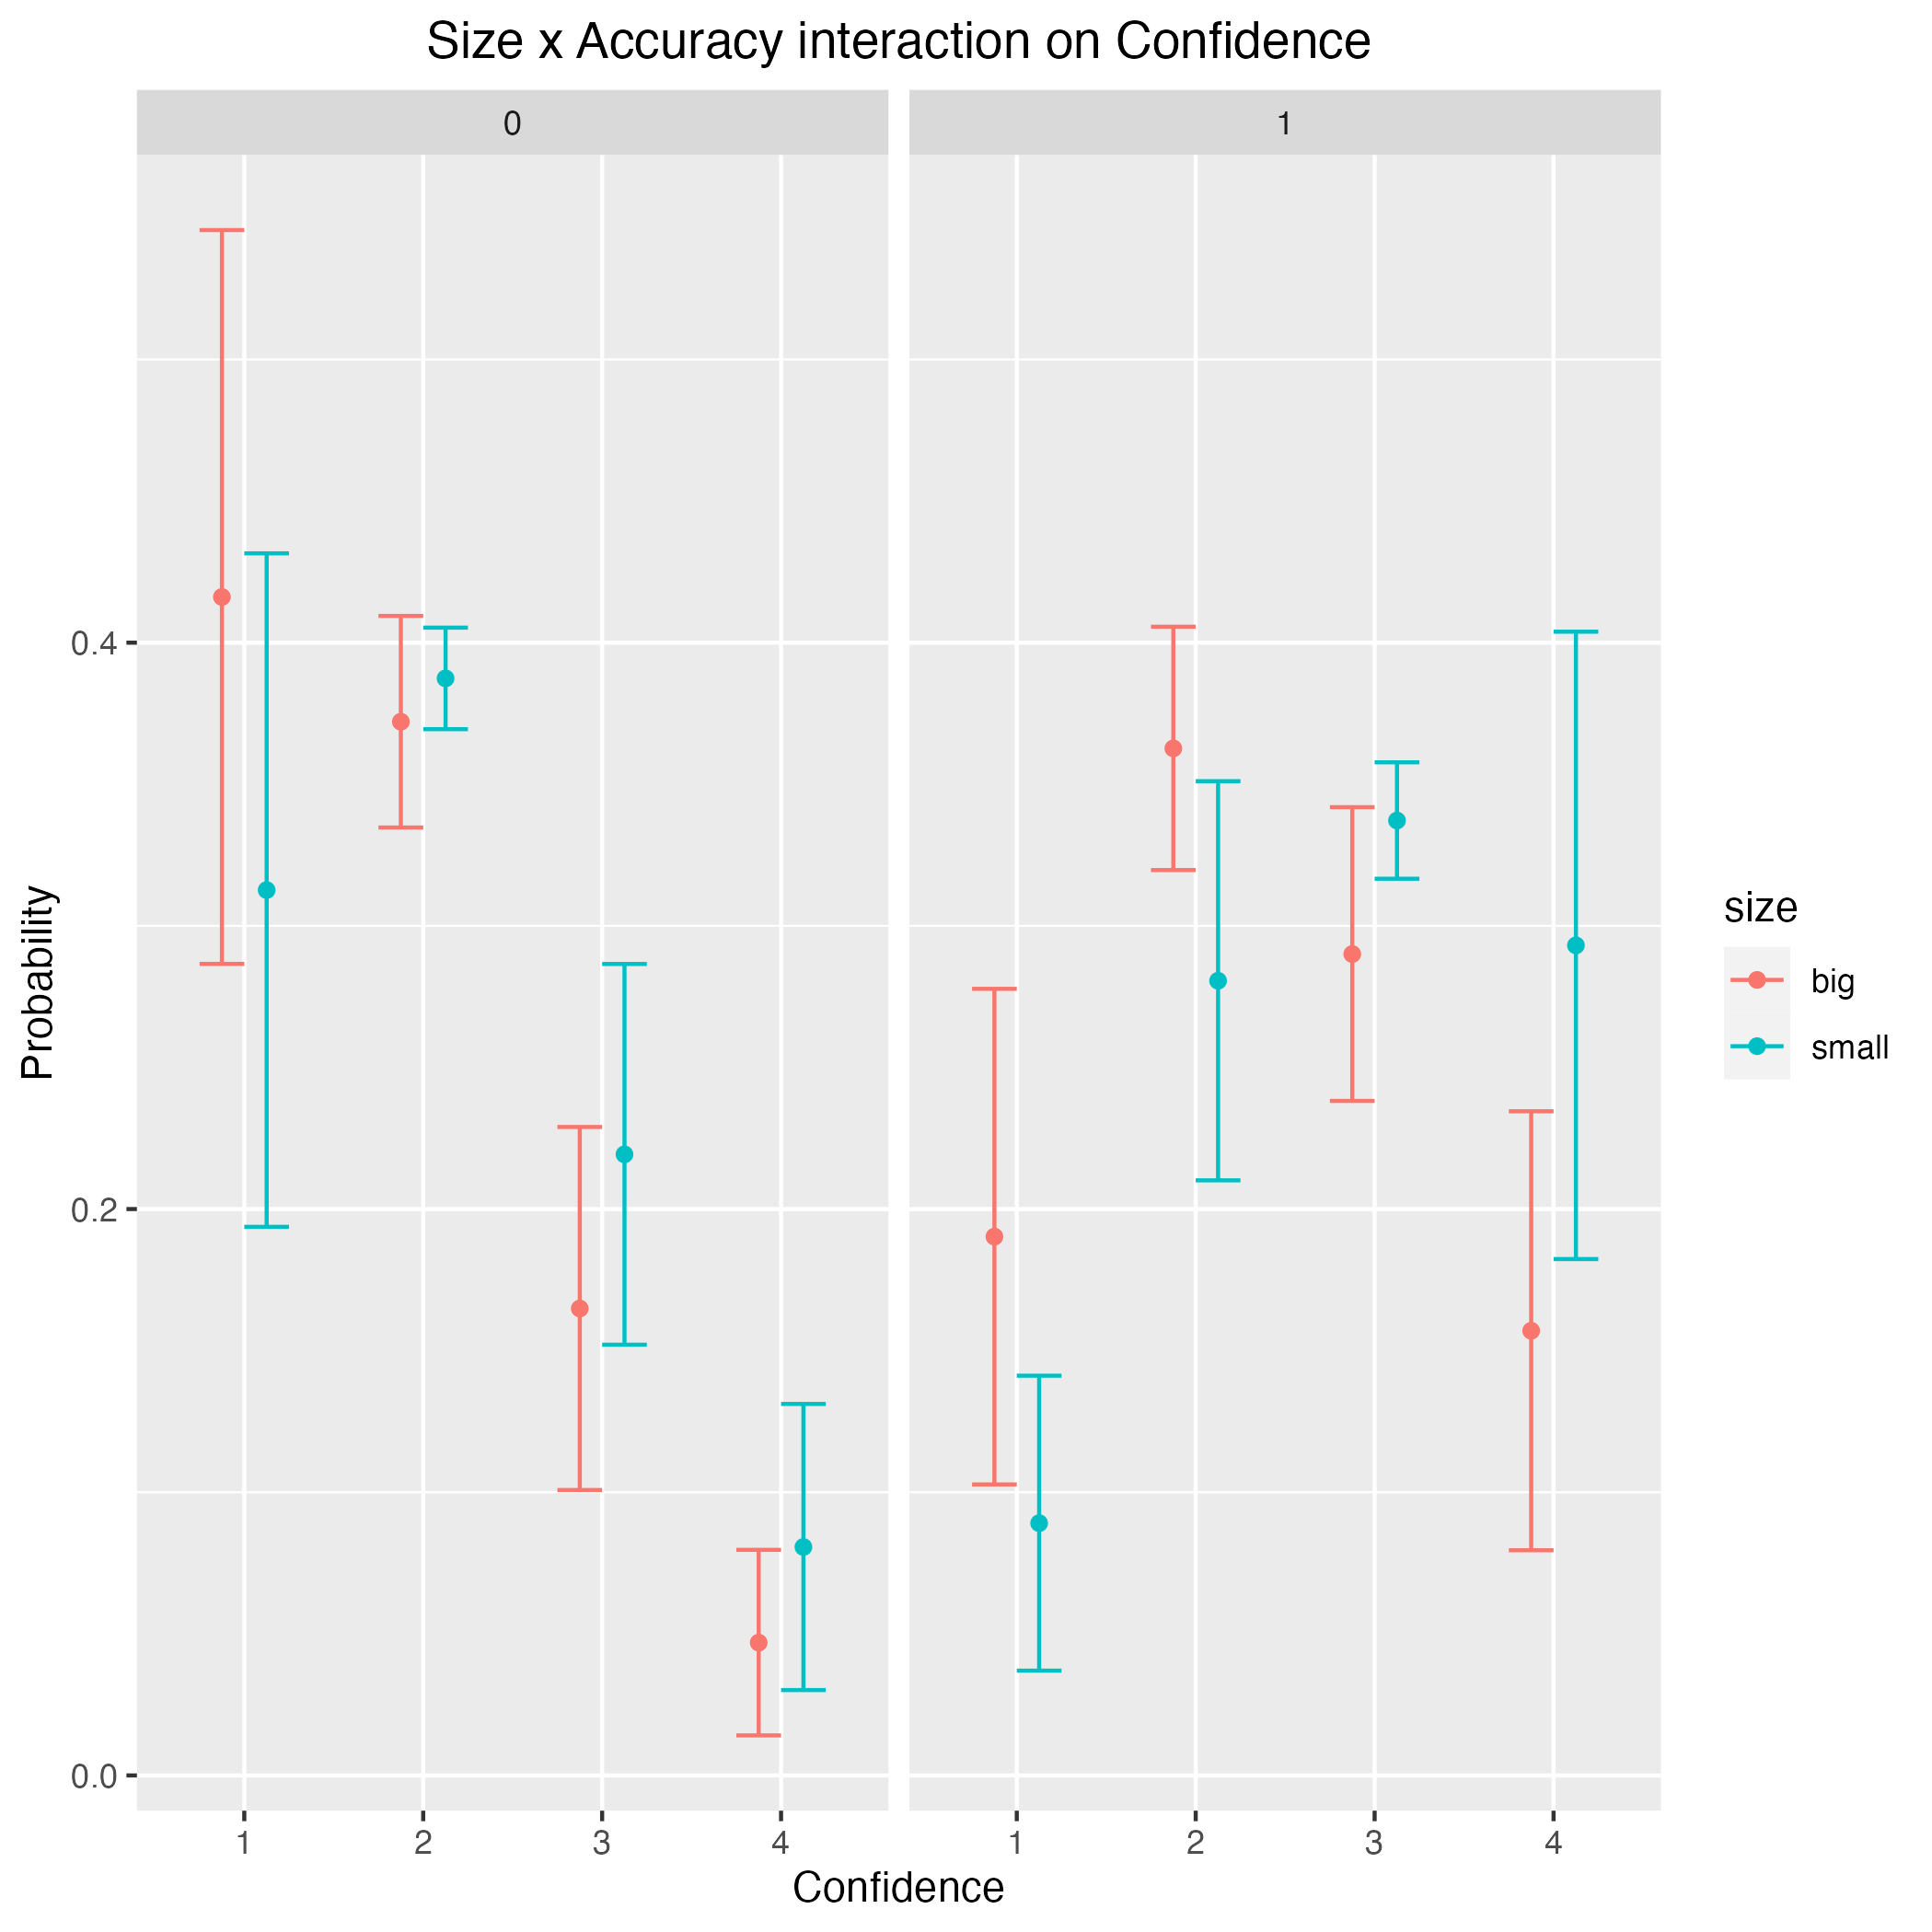 Size x Accuracy interaction on Confidence
0
1
0.4
0.2
0.0
Probability
1
2
3
4
1
2
3
4
Confidence
size
big
small